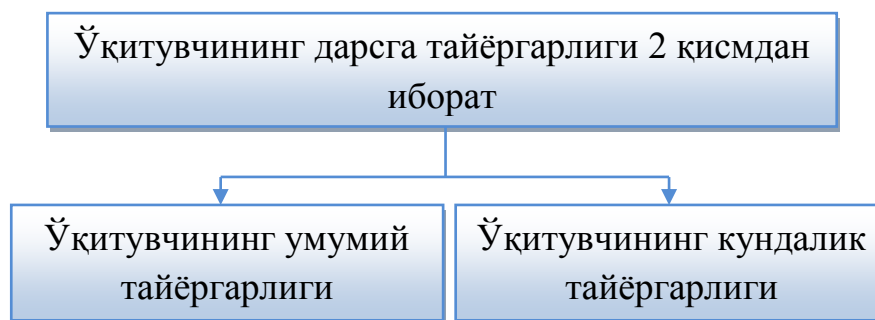 Ўқитувчининг дарсга тайёргарлиги 2 қисмдан
иборат
Ўқитувчининг умумий
тайёргарлиги
Ўқитувчининг кундалик
тайёргарлиги